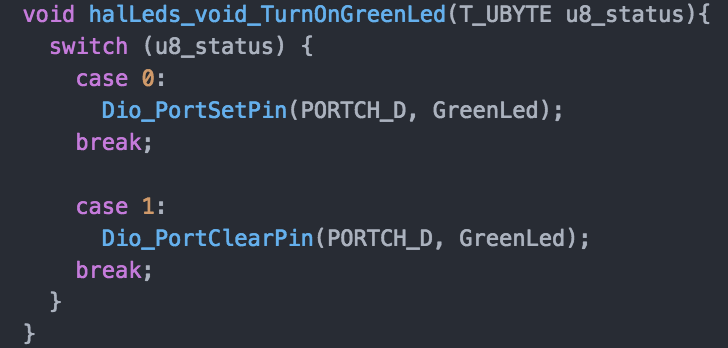 void halLeds_void_TurnOnGreenLed(T_UBYTE u8_status){
  switch (u8_status) {
    case 0:
      Dio_PortSetPin(PORTCH_D, GreenLed);
    break;

    case 1:
      Dio_PortClearPin(PORTCH_D, GreenLed);
    break;
  }
}